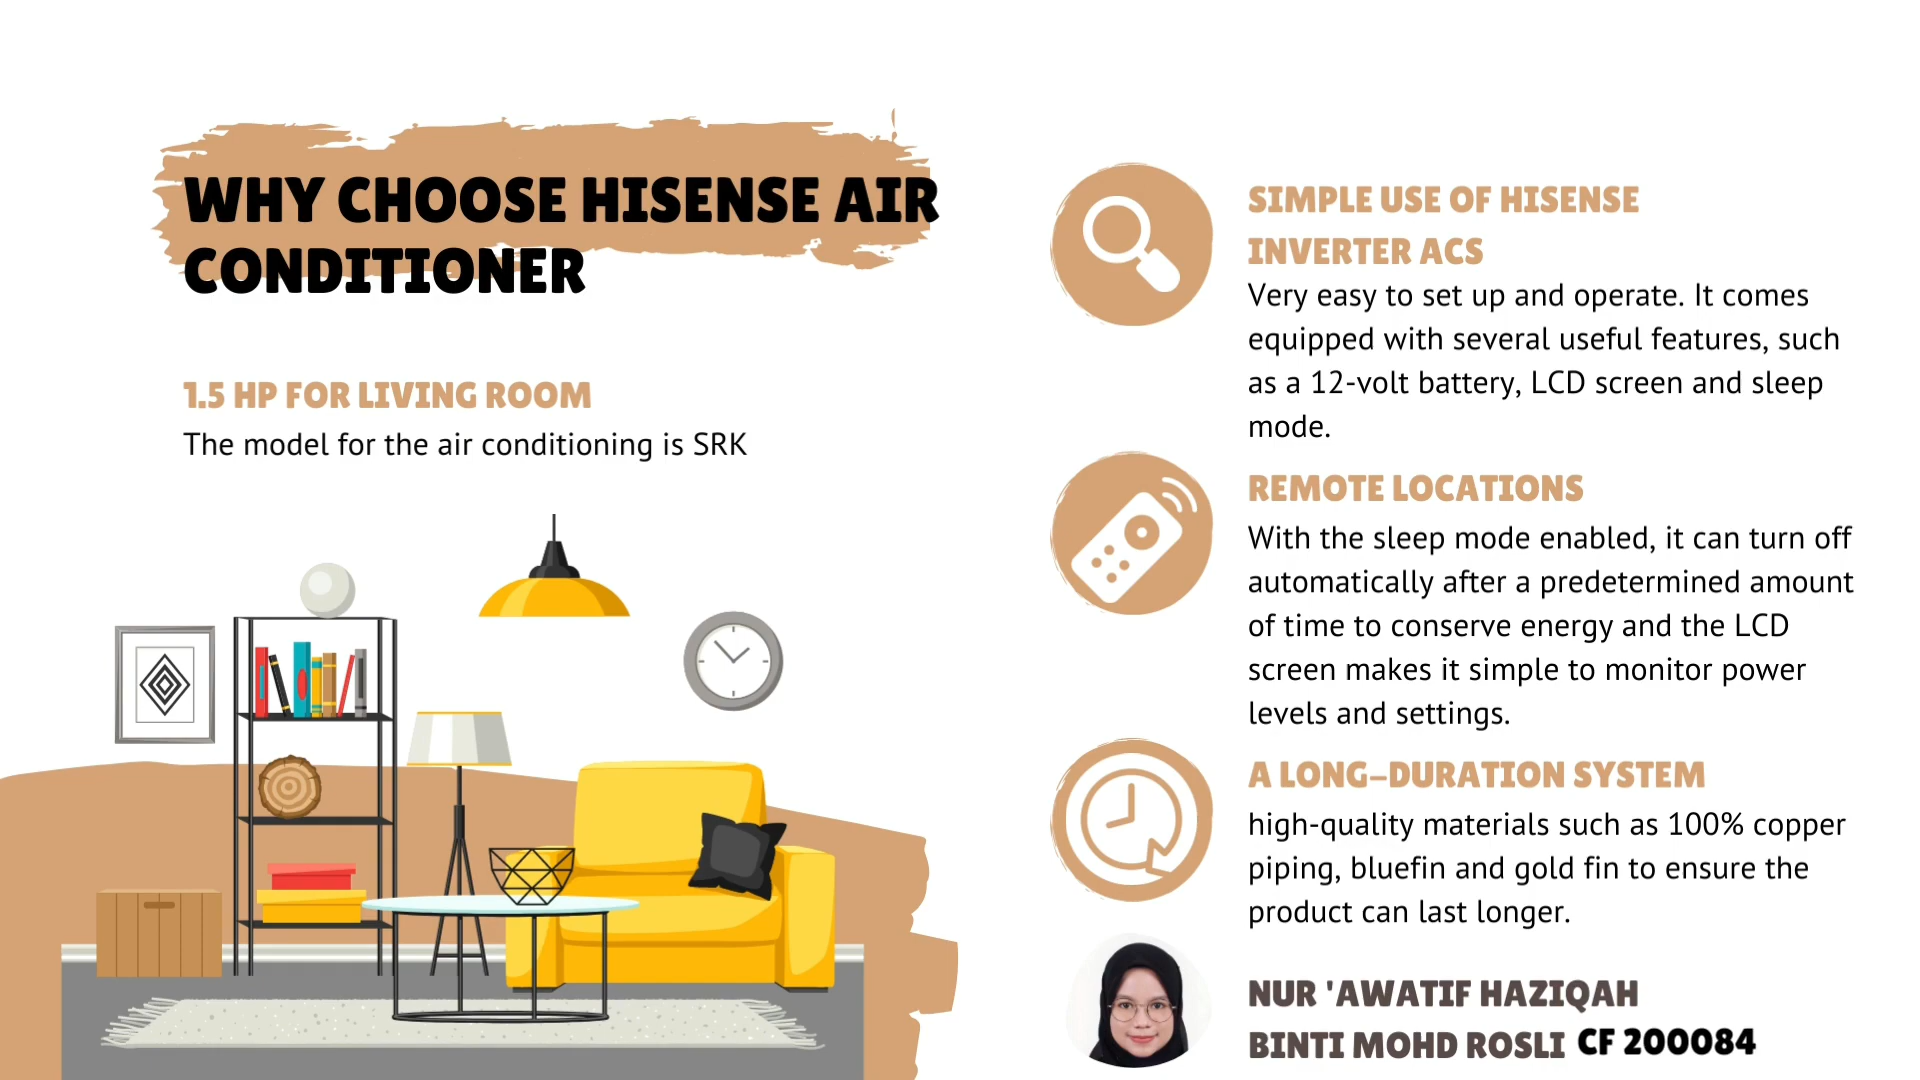 WHY CHOOSE HISENSE AIR
CONDITIONER
1.5 HP FOR LIVING ROOM
The model for the air conditioning is SRK
SIMPLE USE OF HISENSE
INVERTER ACS
Very easy to set up and operate. It comes
equipped with several useful features, such
as a 12-volt battery, LCD screen and sleep
mode.
REMOTE LOCATIONS
With the sleep mode enabled, it can turn off
automatically after a predetermined amount
of time to conserve energy and the LCD
screen makes it simple to monitor power
levels and settings.
A LONG-DURATION SYSTEM
high-quality materials such as 100% copper
piping, bluefin and gold fin to ensure the
product can last longer.
NUR 'AWATIF HAZIQAH
BINTI MOHD ROSLI CF 200084